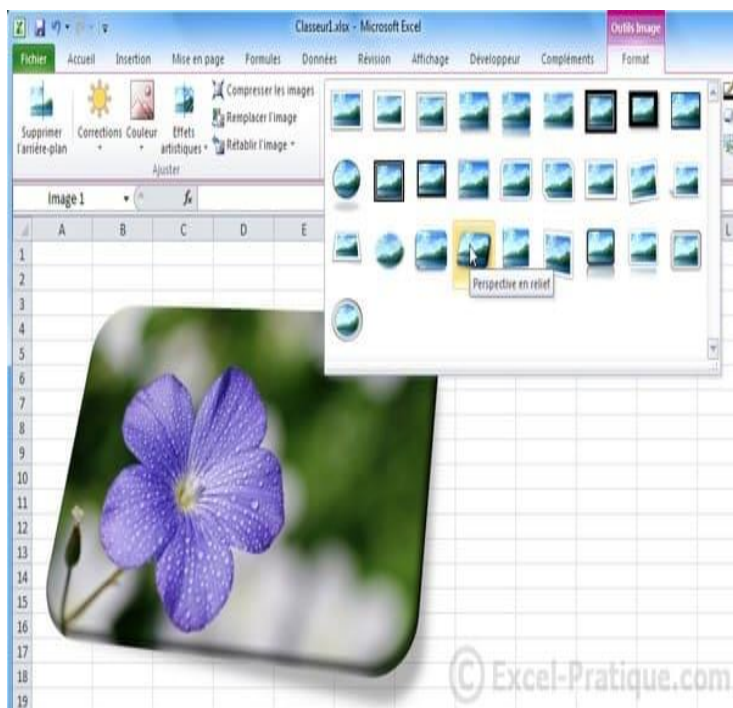 Classeur1.xlsx - Microsoft Excel
Outils Image
Fichier Accueil Insertion Mise en page Formules Données Révision Affichage Développeur Compléments Format
Supprimer l'arrière-plan
Corrections
Couleur
Effets artistiques
Compresser les images
Remplacer l'image
Rétablir l'image
Ajuster
Image 1
fx
A B C D E L
1
2
3
4
5
6
7
8
9
10
11
12
13
14
15
16
17
18
19
Perspective en relief
© Excel-Pratique.com